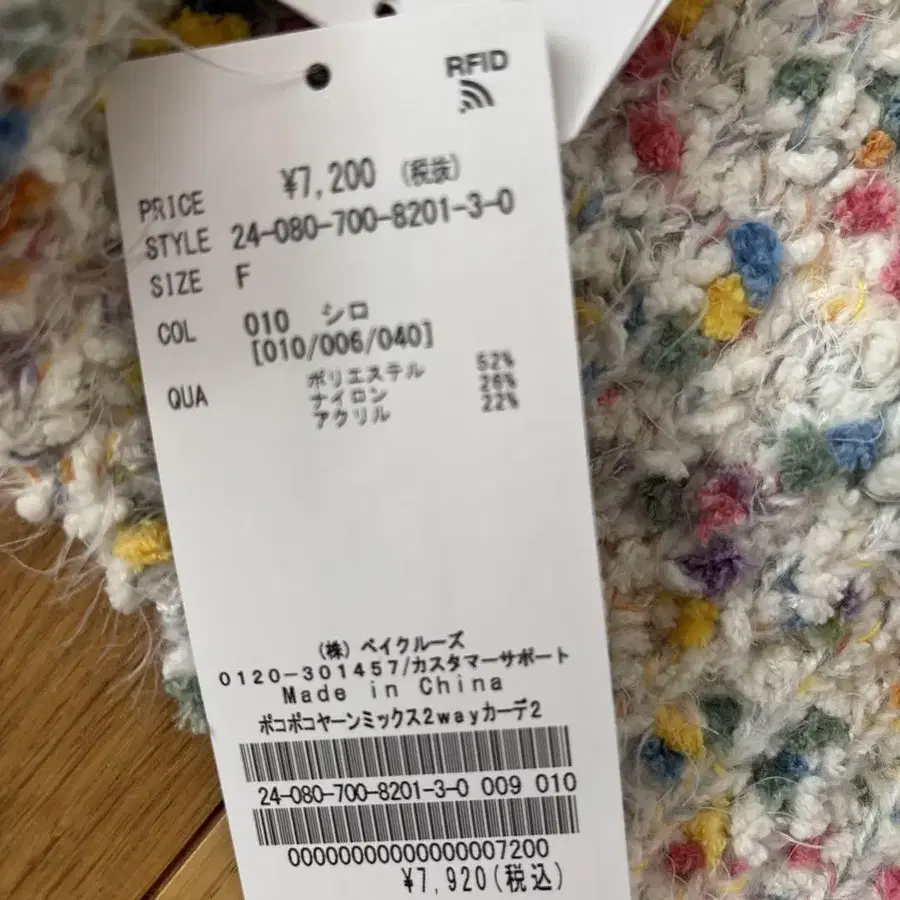 RFID
PRICE ¥7,200 (税抜)
STYLE 24-080-700-8201-3-0
SIZE F
COL 010 シロ
[010/006/040]
QUA ポリエステル 52%
ナイロン 26%
アクリル 22%
(株) ベイクルーズ
0120-301457/カスタマーサポート
Made in China
ポコポコヤーンミックス2wayカーデ2
24-080-700-8201-3-0 009 010
00000000000000007200
¥7,920(税込)